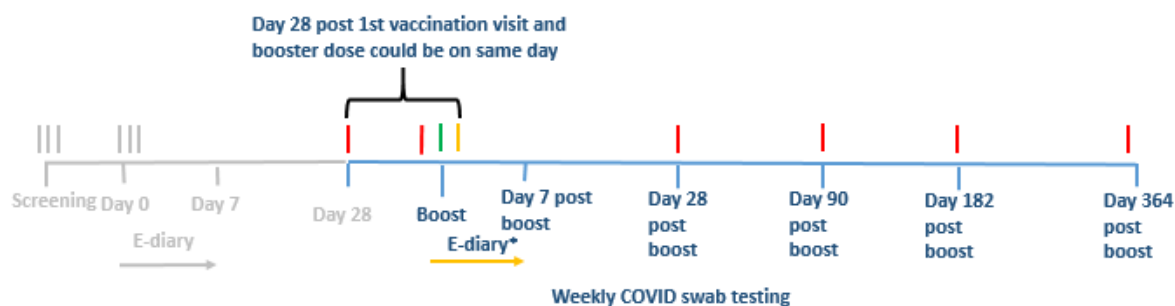 Day 28 post 1st vaccination visit and
booster dose could be on same day
Screening
Day 0
Day 7
Day 28
Boost
Day 7 post
boost
Day 28
post
boost
Day 90
post
boost
Day 182
post
boost
Day 364
post
boost
E-diary
E-diary*
Weekly COVID swab testing